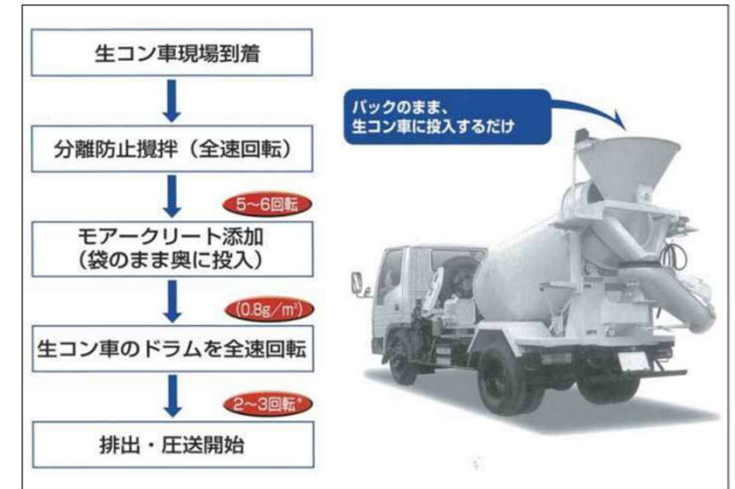 生コン車現場到着
分離防止攪拌（全速回転）
5〜6回転
モアークリート添加
（袋のまま奥に投入）
(0.8g/m³)
生コン車のドラムを全速回転
2〜3回転*
排出・圧送開始
パックのまま、
生コン車に投入するだけ